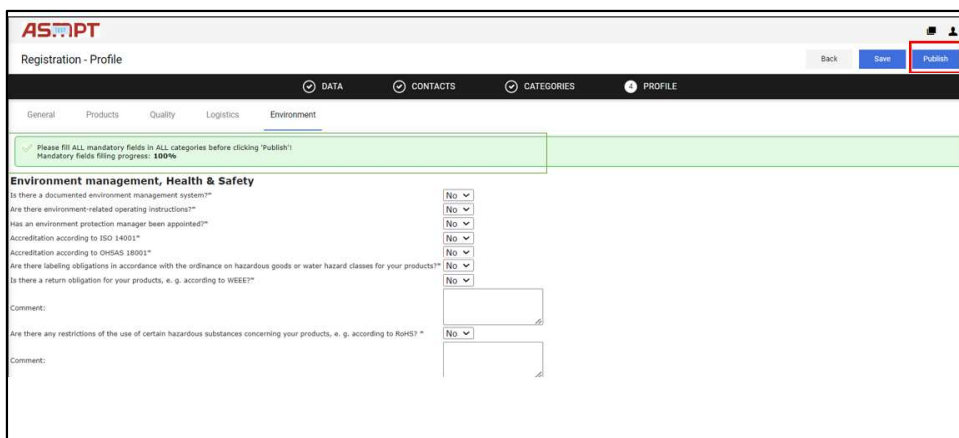 ASMPT
Registration - Profile
Back Save Publish
DATA CONTACTS CATEGORIES 4 PROFILE
General Products Quality Logistics Environment
Please fill ALL mandatory fields in ALL categories before clicking 'Publish'!
Mandatory fields filling progress: 100%
Environment management, Health & Safety
Is there a documented environment management system?* No
Are there environment-related operating instructions?* No
Has an environment protection manager been appointed?* No
Accreditation according to ISO 14001* No
Accreditation according to OHSAS 18001* No
Are there labeling obligations in accordance with the ordinance on hazardous goods or water hazard classes for your products?* No
Is there a return obligation for your products, e. g. according to WEEE?* No
Comment:
Are there any restrictions of the use of certain hazardous substances concerning your products, e. g. according to RoHS? * No
Comment: